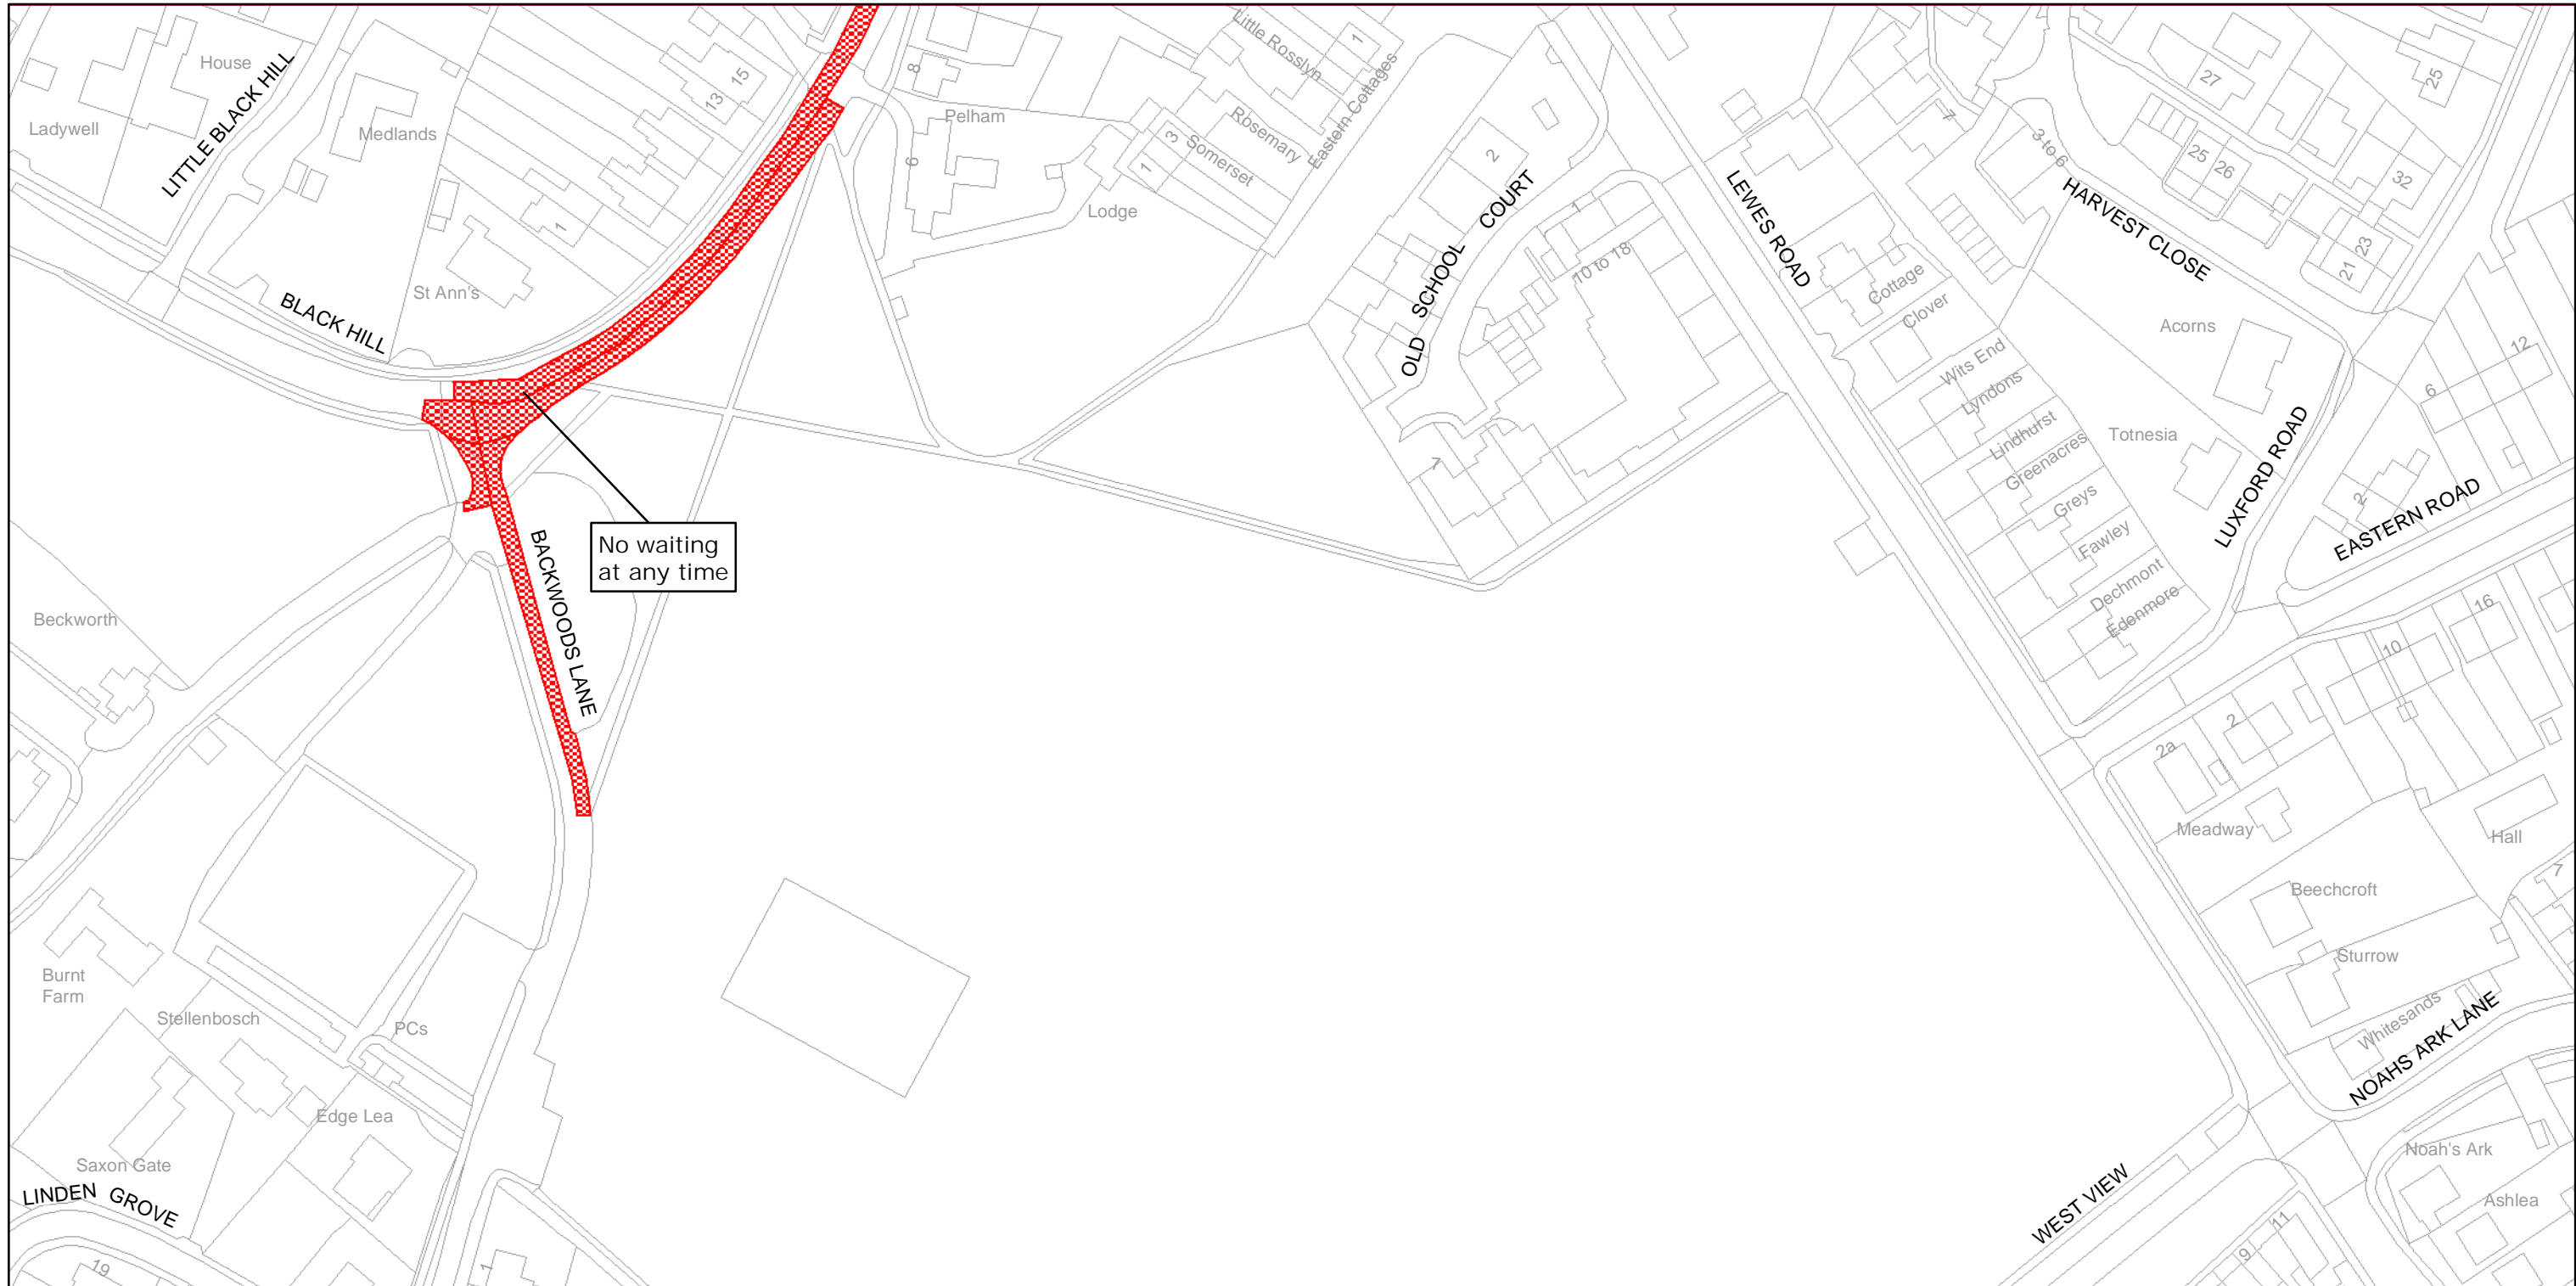 House
Ladywell
LITTLE BLACK HILL
Medlands
13
15
1
St Ann's
BLACK HILL
8
Pelham
6
Lodge
Little Rosslyn
1
Eastern Cottages
Rosemary
Somerset
3
1
2
OLD SCHOOL COURT
1
10 to 18
7
LEWES ROAD
7
3 to 6
HARVEST CLOSE
27
25
25
26
32
23
21
Cottage
Clover
Wits End
Lyndons
Lindhurst
Greenacres
Greys
Fawley
Dechmont
Edenmore
Acorns
Totnesia
LUXFORD ROAD
12
6
2
EASTERN ROAD
16
10
2
2a
Meadway
Hall
7
Beechcroft
Sturrow
Whitesands
NOAHS ARK LANE
Noah's Ark
Ashlea
WEST VIEW
11
9
No waiting
at any time
BACKWOODS LANE
Beckworth
Burnt
Farm
Stellenbosch
PCs
Edge Lea
Saxon Gate
LINDEN GROVE
19
1